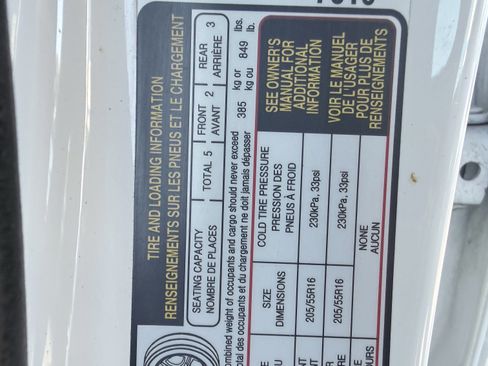 TIRE AND LOADING INFORMATION
RENSEIGNEMENTS SUR LES PNEUS ET LE CHARGEMENT
SEATING CAPACITY
NOMBRE DE PLACES
TOTAL 5
FRONT 2
AVANT
REAR 3
ARRIÈRE
combined weight of occupants and cargo should never exceed 385 kg or 849 lbs.
total des occupants et du chargement ne doit jamais dépasser kg ou lb.
SIZE
DIMENSIONS
COLD TIRE PRESSURE
PRESSION DES
PNEUS À FROID
205/55R16 230kPa, 33psi
205/55R16 230kPa, 33psi
NONE
AUCUN
SEE OWNER'S
MANUAL FOR
ADDITIONAL
INFORMATION
VOIR LE MANUEL
DE L'USAGER
POUR PLUS DE
RENSEIGNEMENTS